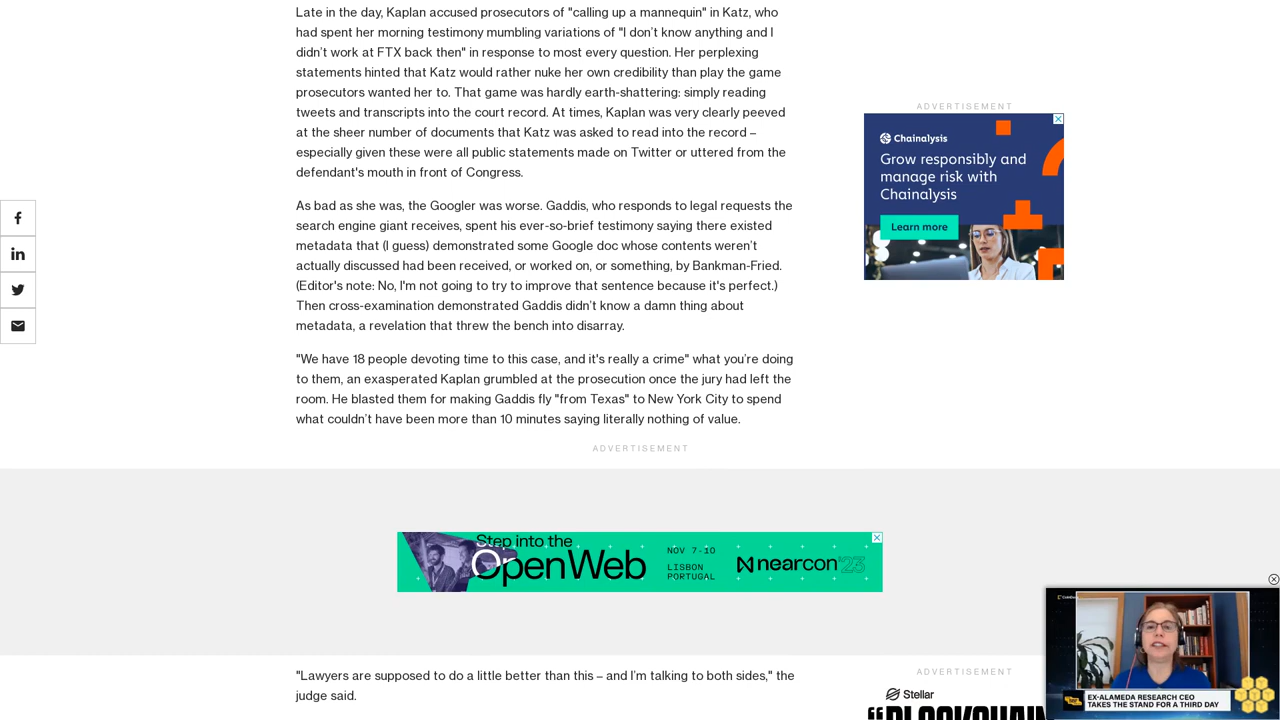 Late in the day, Kaplan accused prosecutors of "calling up a mannequin" in Katz, who
had spent her morning testimony mumbling variations of "I don’t know anything and I
didn’t work at FTX back then" in response to most every question. Her perplexing
statements hinted that Katz would rather nuke her own credibility than play the game
prosecutors wanted her to. That game was hardly earth-shattering: simply reading
tweets and transcripts into the court record. At times, Kaplan was very clearly peeved
at the sheer number of documents that Katz was asked to read into the record –
especially given these were all public statements made on Twitter or uttered from the
defendant's mouth in front of Congress.
As bad as she was, the Googler was worse. Gaddis, who responds to legal requests the
search engine giant receives, spent his ever-so-brief testimony saying there existed
metadata that (I guess) demonstrated some Google doc whose contents weren’t
actually discussed had been received, or worked on, or something, by Bankman-Fried.
(Editor's note: No, I'm not going to try to improve that sentence because it's perfect.)
Then cross-examination demonstrated Gaddis didn’t know a damn thing about
metadata, a revelation that threw the bench into disarray.
"We have 18 people devoting time to this case, and it's really a crime" what you’re doing
to them, an exasperated Kaplan grumbled at the prosecution once the jury had left the
room. He blasted them for making Gaddis fly "from Texas" to New York City to spend
what couldn’t have been more than 10 minutes saying literally nothing of value.
ADVERTISEMENT
Chainalysis
Grow responsibly and
manage risk with
Chainalysis
Learn more
ADVERTISEMENT
Step into the
OpenWeb
NOV 7-10
LISBON
PORTUGAL
nearcon '23
"Lawyers are supposed to do a little better than this – and I’m talking to both sides," the
judge said.
ADVERTISEMENT
Stellar
“BLOCKCHAIN
EX-ALAMEDA RESEARCH CEO
TAKES THE STAND FOR A THIRD DAY